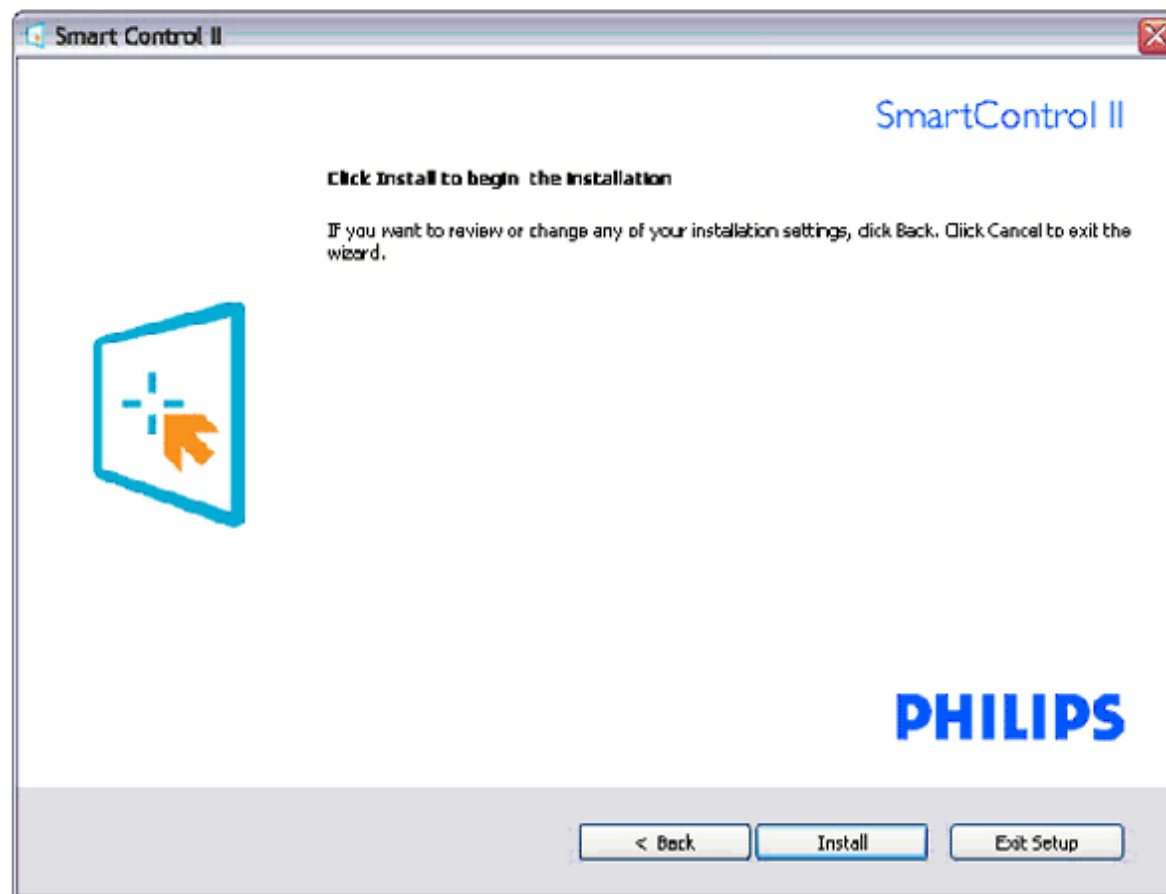 Smart Control II
SmartControl II
Click Install to begin the installation
If you want to review or change any of your installation settings, click Back. Click Cancel to exit the
wizard.
PHILIPS
< Back
Install
Exit Setup